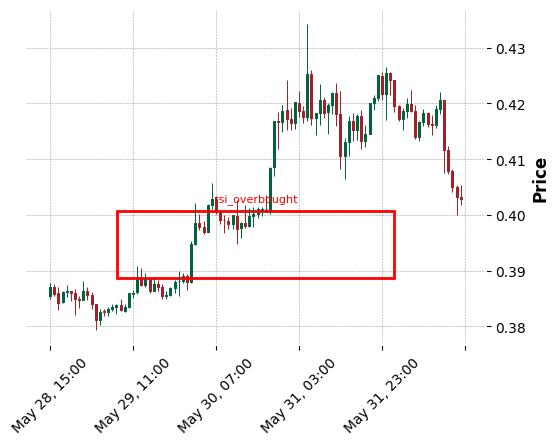 0.43
0.42
0.41
rsi_overbought
0.40
0.39
0.38
Price
May 28, 15:00
May 29, 11:00
May 30, 07:00
May 31, 03:00
May 31, 23:00